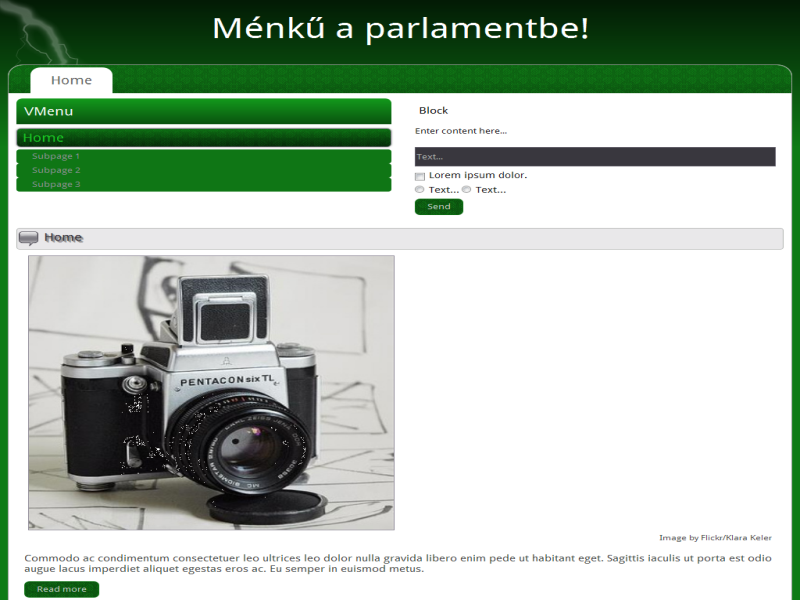 Ménkű a parlamentbe!
Home
VMenu
Home
Subpage 1
Subpage 2
Subpage 3
Block
Enter content here...
Text...
Lorem ipsum dolor.
Text... Text...
Send
Home
PENTACON six TL
Image by Flickr/Klara Keler
Commodo ac condimentum consectetuer leo ultrices leo dolor nulla gravida libero enim pede ut habitant eget. Sagittis iaculis ut porta est odio
augue lacus imperdiet aliquet egestas eros ac. Eu semper in euismod metus.
Read more